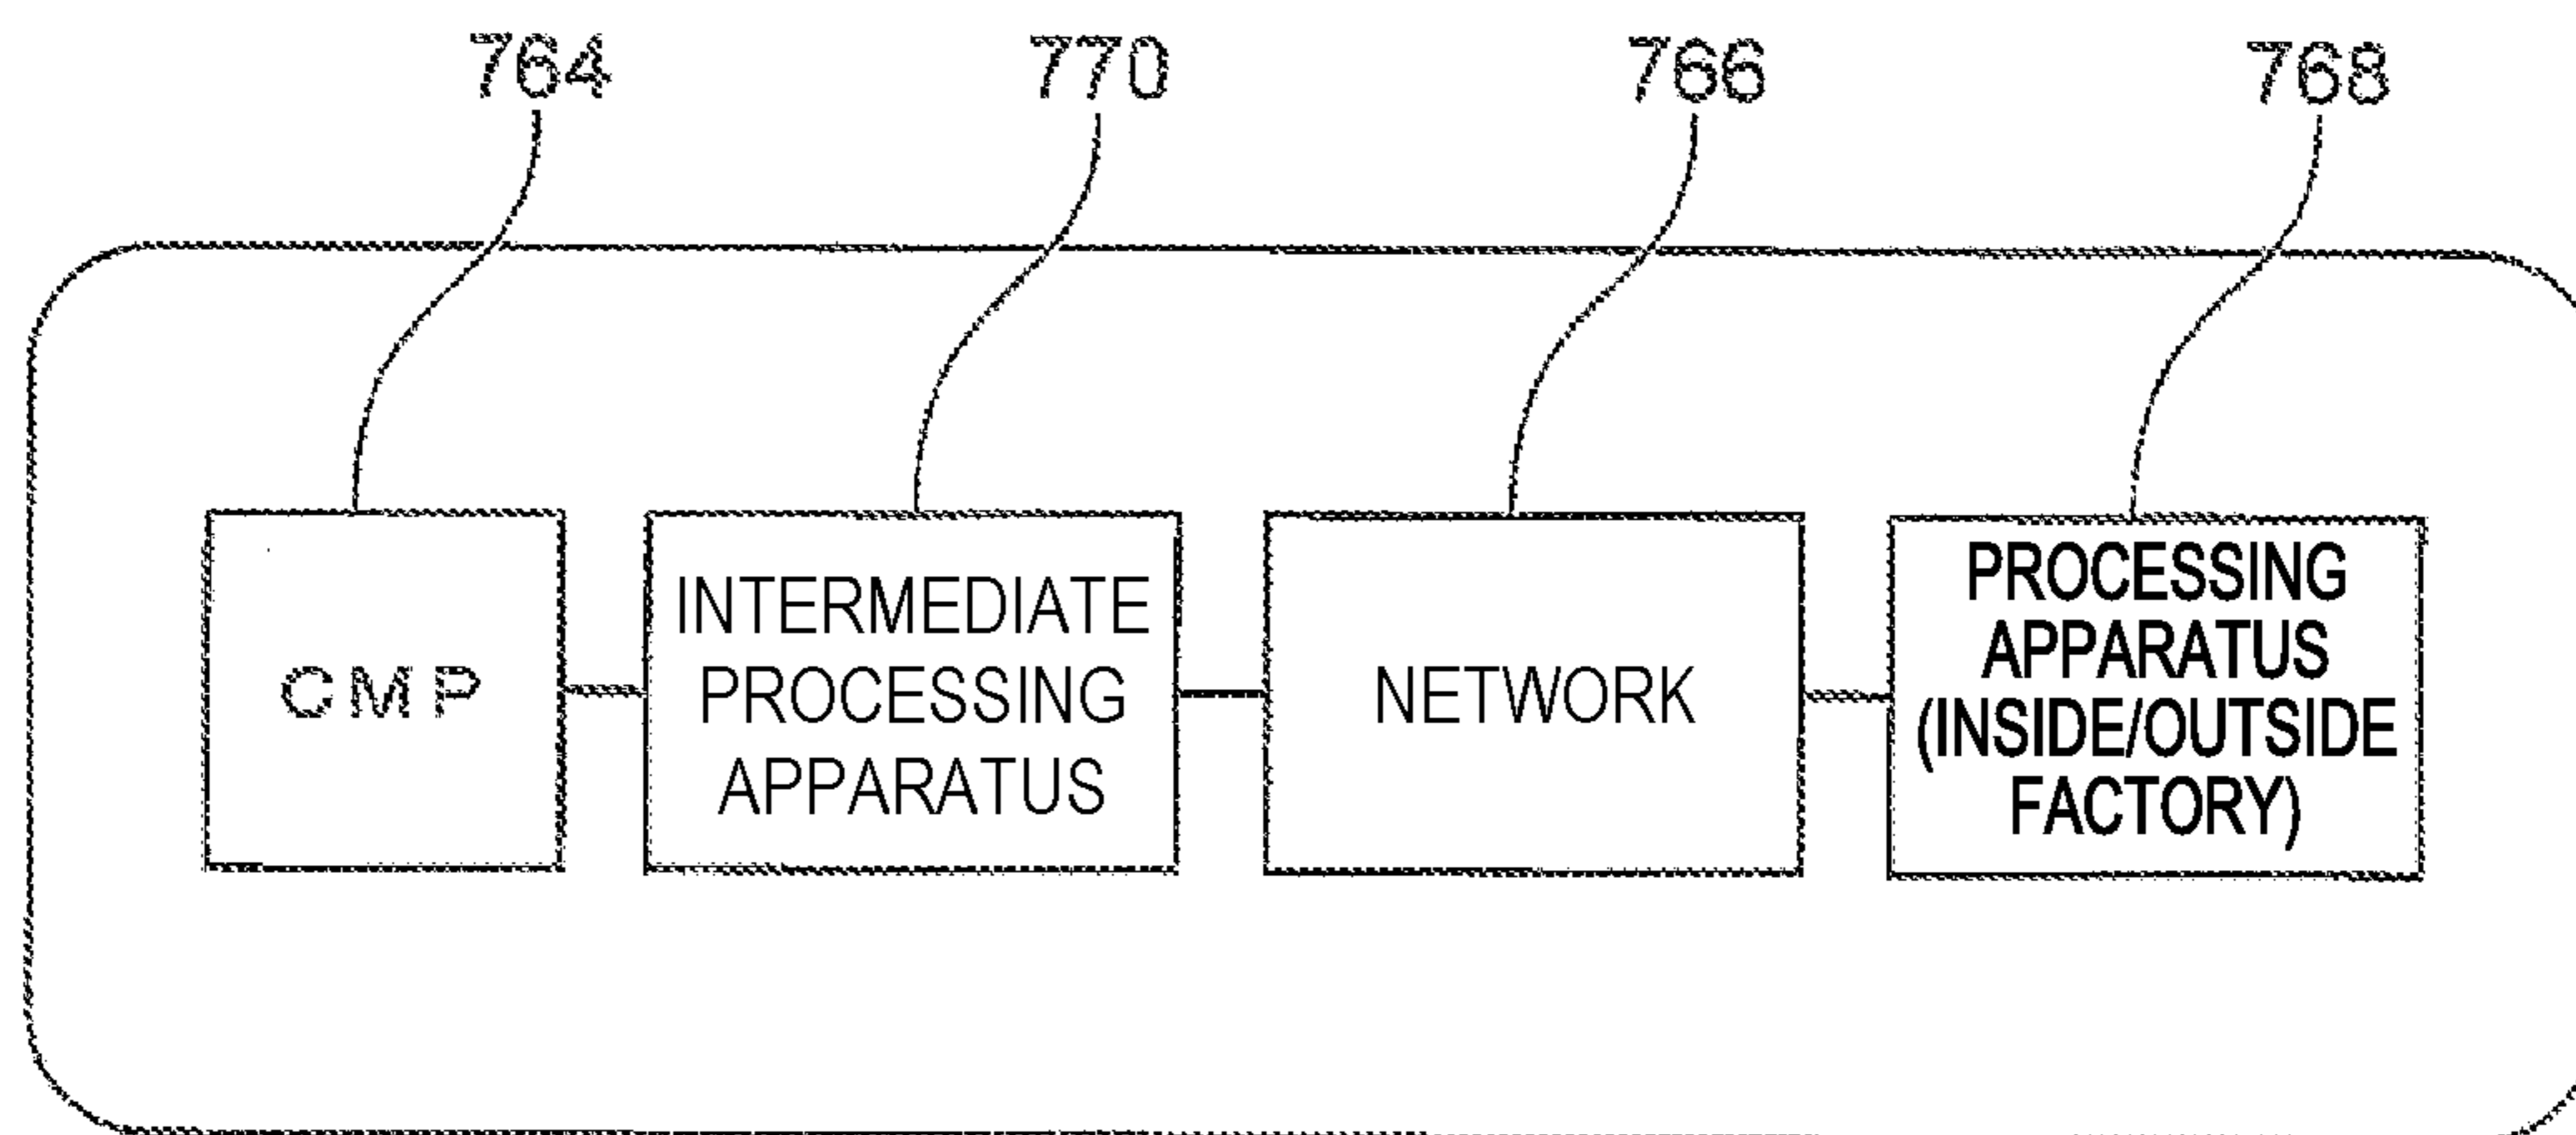 764 770 766 768
CMP
INTERMEDIATE
PROCESSING
APPARATUS
NETWORK
PROCESSING
APPARATUS
(INSIDE/OUTSIDE
FACTORY)